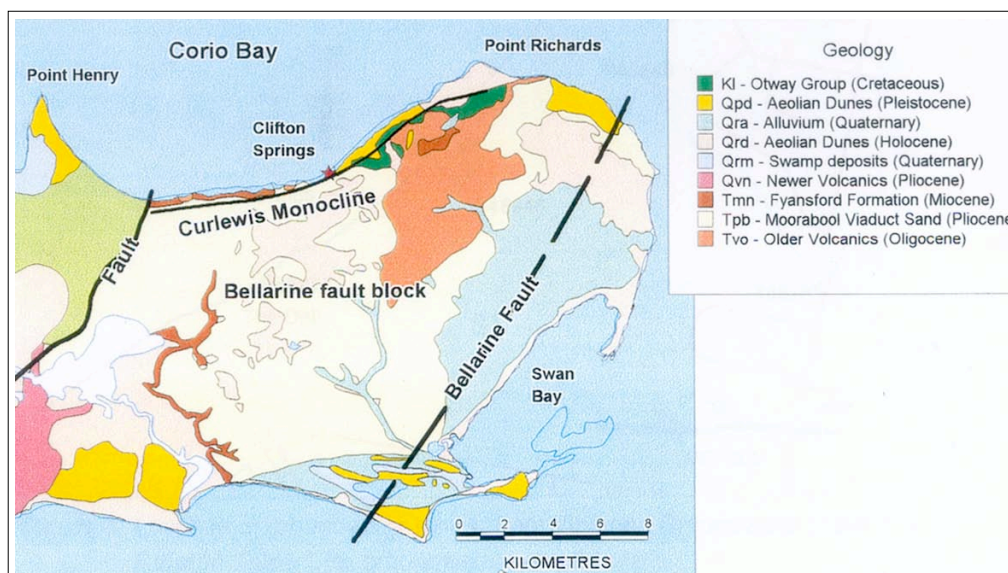 Corio Bay
Point Richards
Point Henry
Clifton
Springs
Curlewis Monocline
Fault
Bellarine fault block
Bellarine Fault
Swan
Bay
0 2 4 6 8
KILOMETRES
Geology
Kl - Otway Group (Cretaceous)
Qpd - Aeolian Dunes (Pleistocene)
Qra - Alluvium (Quaternary)
Qrd - Aeolian Dunes (Holocene)
Qrm - Swamp deposits (Quaternary)
Qvn - Newer Volcanics (Pliocene)
Tmn - Fyansford Formation (Miocene)
Tpb - Moorabool Viaduct Sand (Pliocene
Tvo - Older Volcanics (Oligocene)